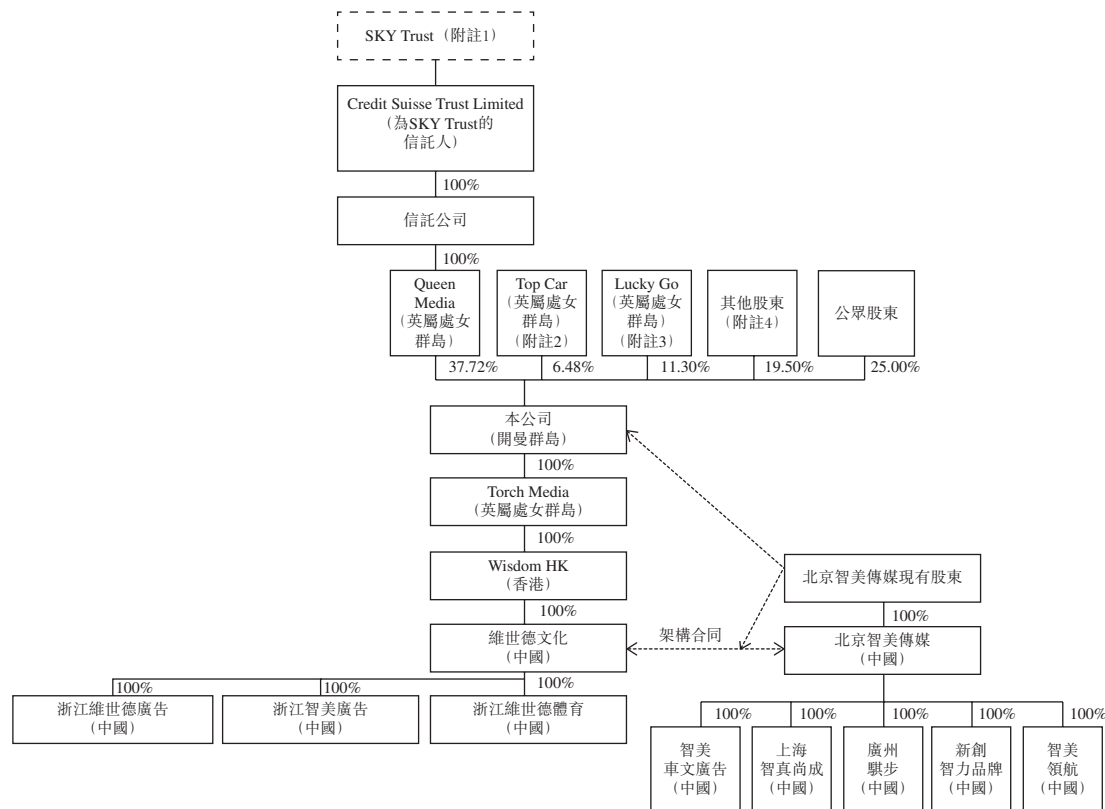 SKY Trust（附註1）
Credit Suisse Trust Limited
（為SKY Trust的
信託人）
100%
信託公司
100%
Queen
Media
（英屬處女
群島）
Top Car
（英屬處女
群島）
（附註2）
Lucky Go
（英屬處女
群島）
（附註3）
其他股東
（附註4）
公眾股東
37.72%
6.48%
11.30%
19.50%
25.00%
本公司
（開曼群島）
100%
Torch Media
（英屬處女群島）
100%
Wisdom HK
（香港）
北京智美傳媒現有股東
100%
100%
維世德文化
（中國）
架構合同
北京智美傳媒
（中國）
100%
100%
100%
浙江維世德廣告
（中國）
浙江智美廣告
（中國）
浙江維世德體育
（中國）
100%
100%
100%
100%
100%
智美
車文廣告
（中國）
上海
智真尚成
（中國）
廣州
騏步
（中國）
新創
智力品牌
（中國）
智美
領航
（中國）